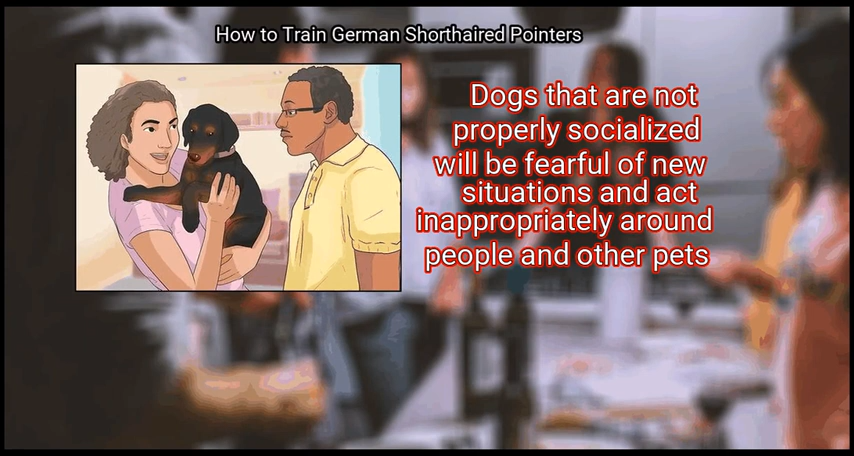 How to Train German Shorthaired Pointers
Dogs that are not
properly socialized
will be fearful of new
situations and act
inappropriately around
people and other pets